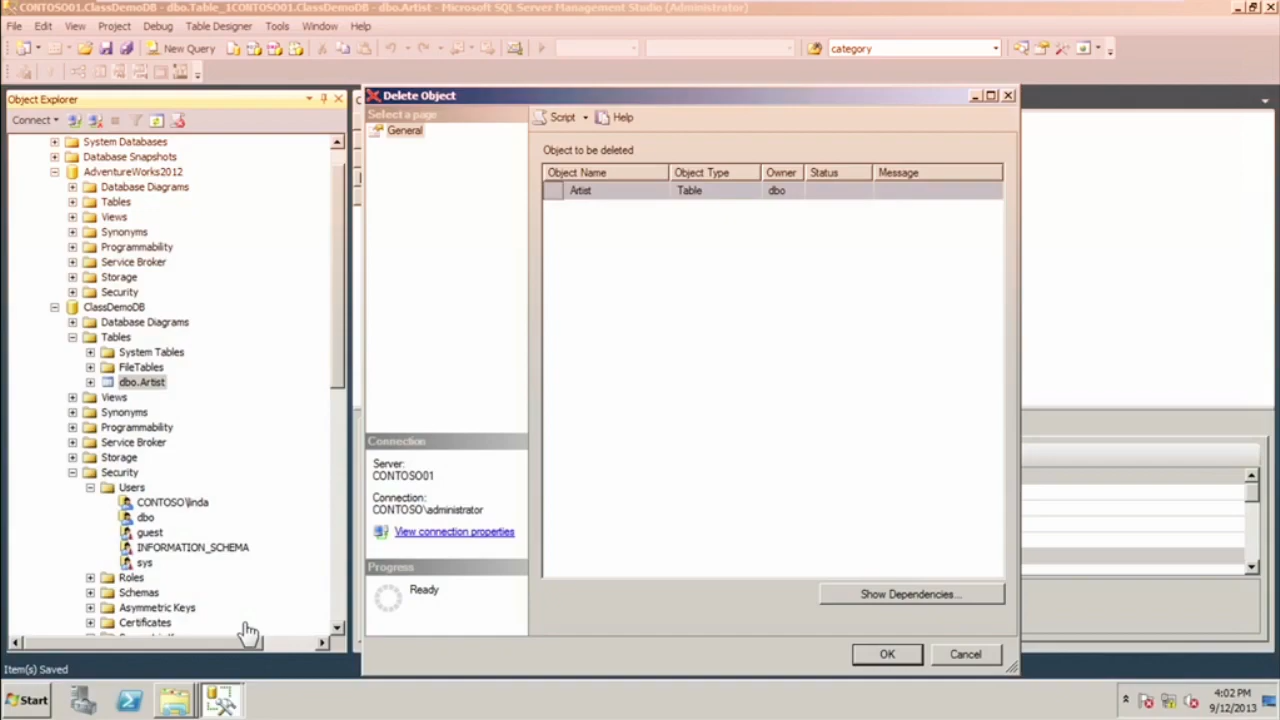 CONTOSO01.ClassDemoDB - dbo.Table_1CONTOSO01.ClassDemoDB - dbo.Artist - Microsoft SQL Server Management Studio (Administrator)
File Edit View Project Debug Table Designer Tools Window Help
New Query category
Object Explorer
Connect
System Databases
Database Snapshots
AdventureWorks2012
Database Diagrams
Tables
Views
Synonyms
Programmability
Service Broker
Storage
Security
ClassDemoDB
Database Diagrams
Tables
System Tables
FileTables
dbo.Artist
Views
Synonyms
Programmability
Service Broker
Storage
Security
Users
CONTOSO\linda
dbo
guest
INFORMATION_SCHEMA
sys
Roles
Schemas
Asymmetric Keys
Certificates
Delete Object
Select a page
General
Script Help
Object to be deleted
Object Name Object Type Owner Status Message
Artist Table dbo
Connection
Server:
CONTOSO01
Connection:
CONTOSO\administrator
View connection properties
Progress
Ready
Show Dependencies...
OK Cancel
Item(s) Saved
Start
4:02 PM
9/12/2013